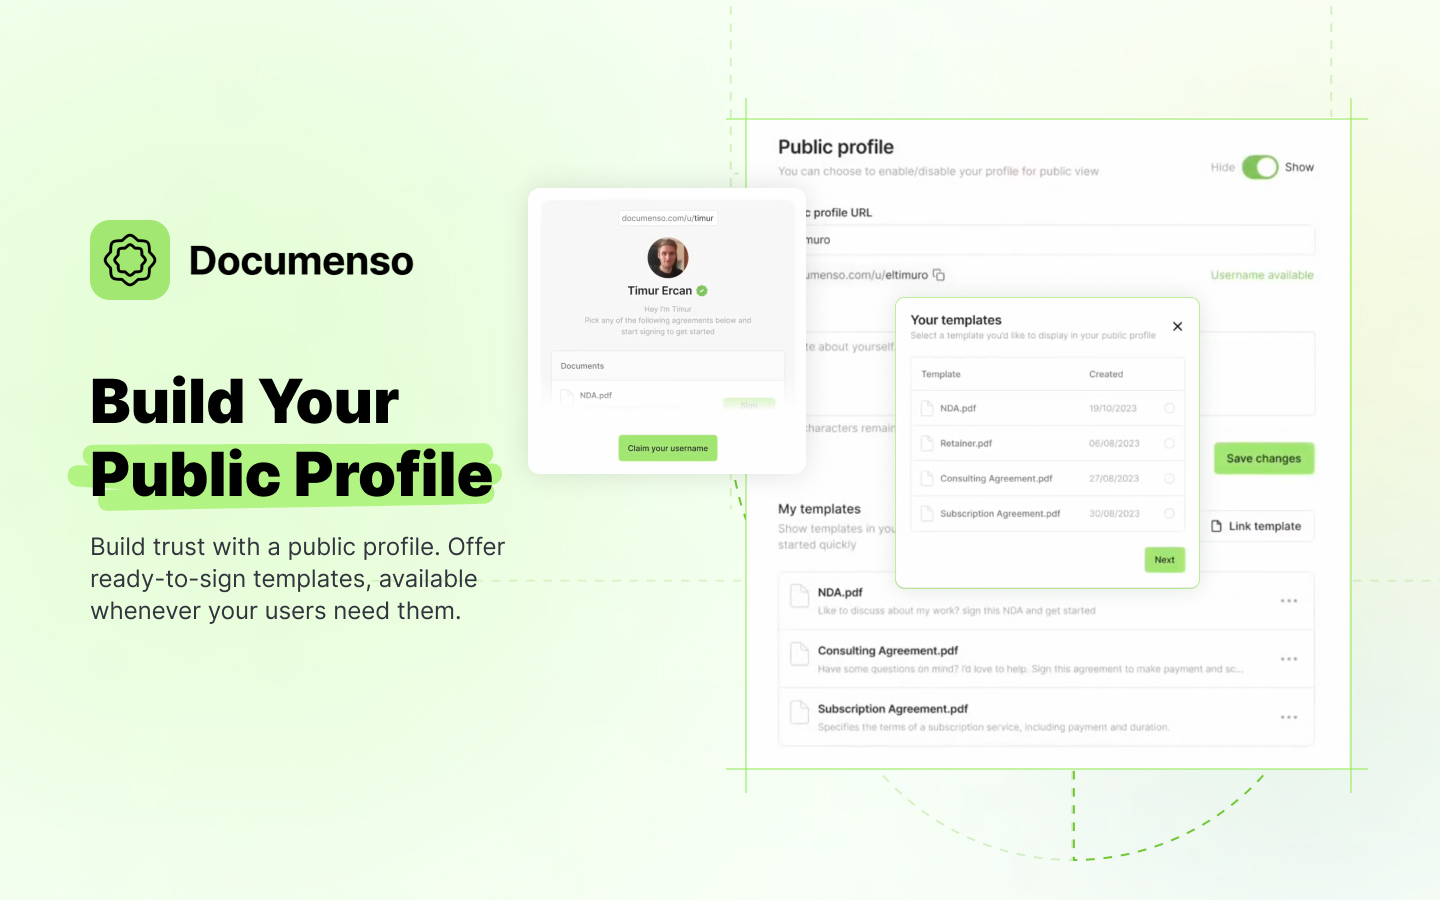 Documenso
Build Your
Public Profile
Build trust with a public profile. Offer
ready-to-sign templates, available
whenever your users need them.
documenso.com/u/timur
Timur Ercan
Hey I'm Timur
Pick any of the following agreements below and
start signing to get started
Documents
NDA.pdf
Sign
Claim your username
Public profile
You can choose to enable/disable your profile for public view
Hide
Show
profile URL
muro
umenso.com/u/eltimuro
Username available
te about yourself
characters remain
Save changes
Your templates
Select a template you'd like to display in your public profile
Template Created
NDA.pdf 19/10/2023
Retainer.pdf 06/08/2023
Consulting Agreement.pdf 27/08/2023
Subscription Agreement.pdf 30/08/2023
Next
My templates
Show templates in you
started quickly
Link template
NDA.pdf
Like to discuss about my work? sign this NDA and get started
Consulting Agreement.pdf
Have some questions on mind? I'd love to help. Sign this agreement to make payment and sc...
Subscription Agreement.pdf
Specifies the terms of a subscription service, including payment and duration.